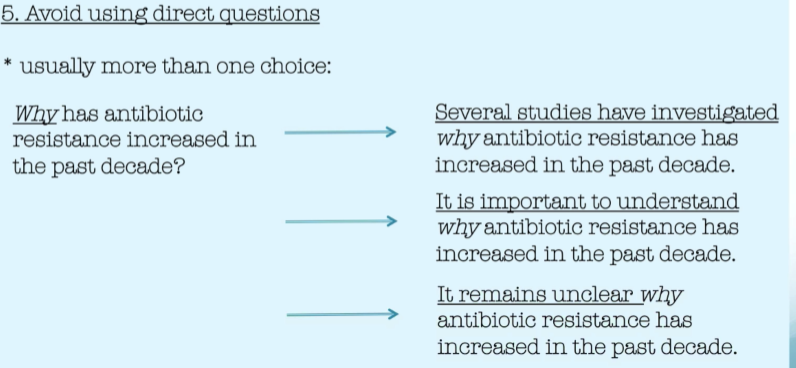 5. Avoid using direct questions
* usually more than one choice:
Why has antibiotic
resistance increased in
the past decade?
Several studies have investigated
why antibiotic resistance has
increased in the past decade.
It is important to understand
why antibiotic resistance has
increased in the past decade.
It remains unclear why
antibiotic resistance has
increased in the past decade.